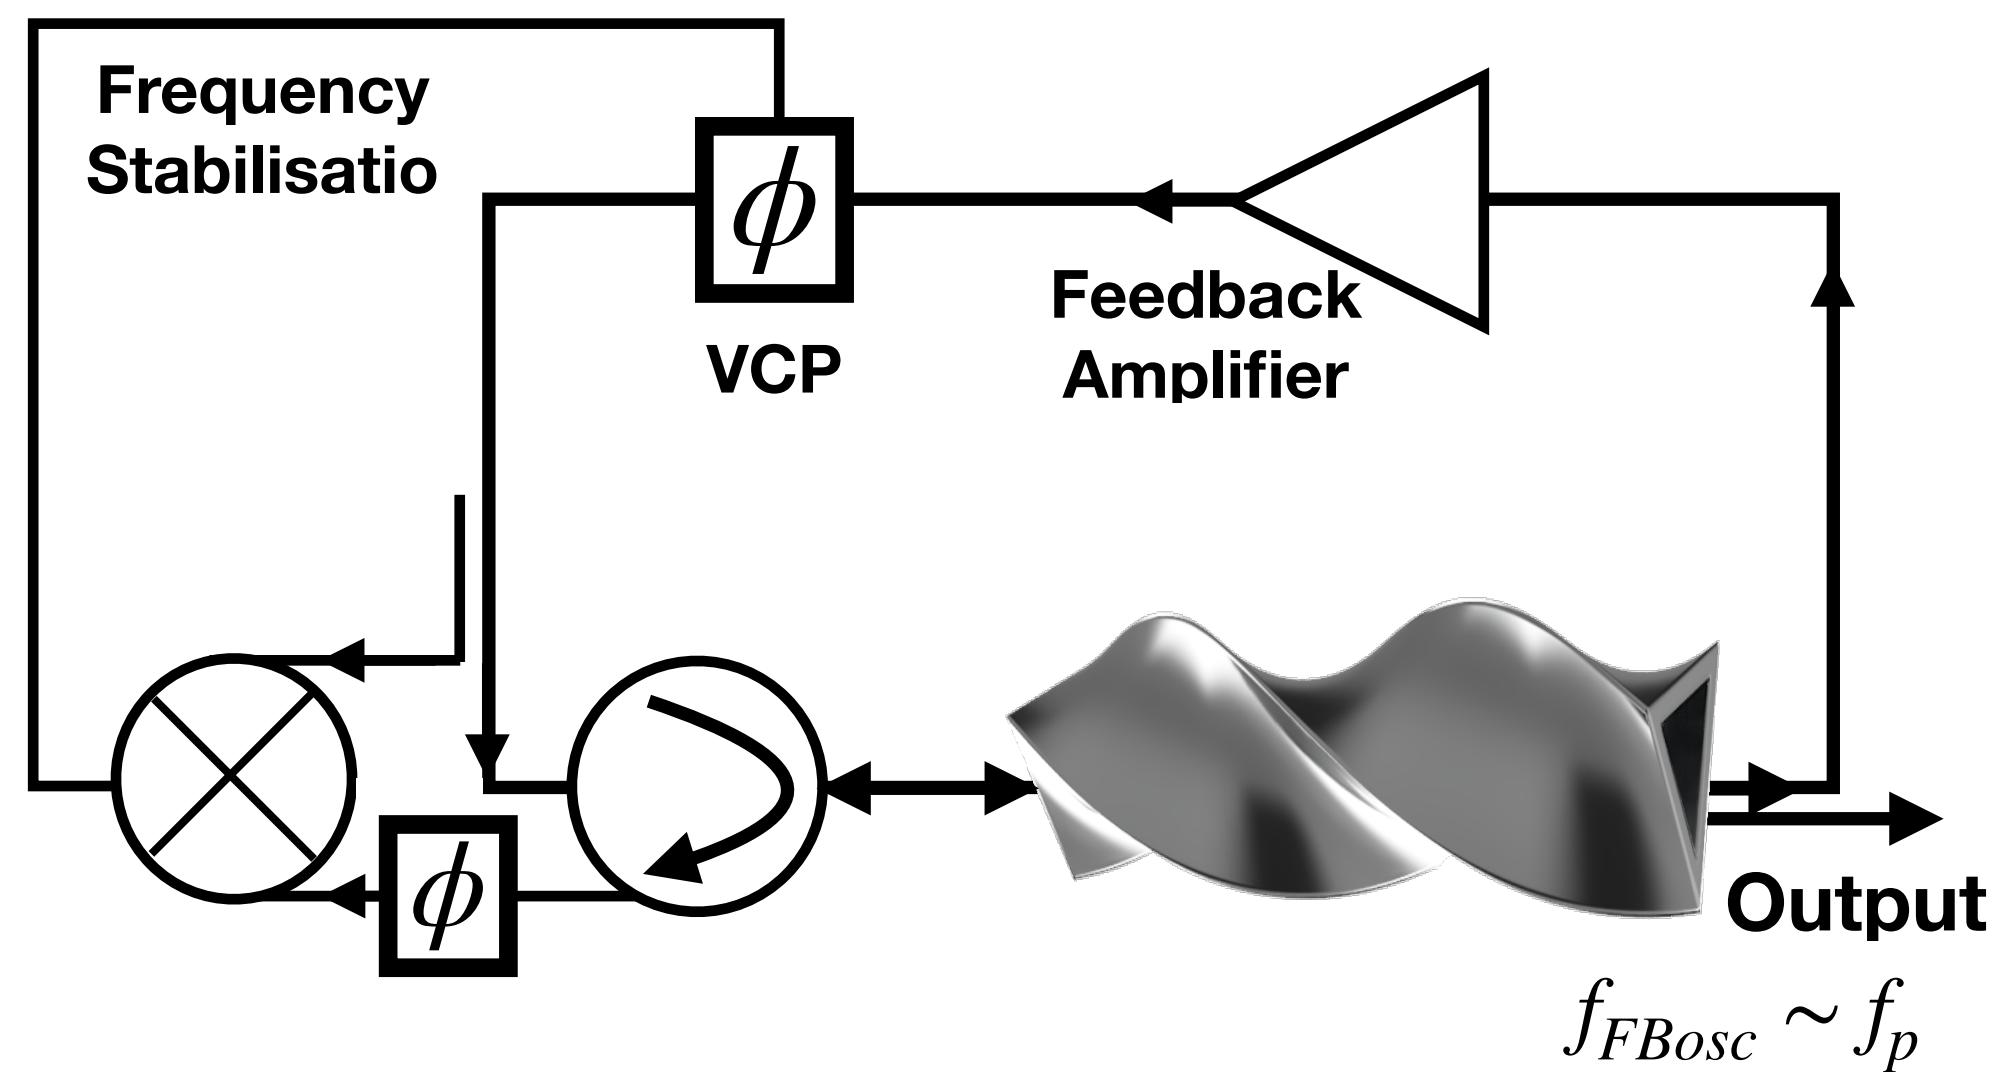 Frequency
Stabilisatio
ϕ
VCP
Feedback
Amplifier
ϕ
Output
f_{FBosc} ~ f_p